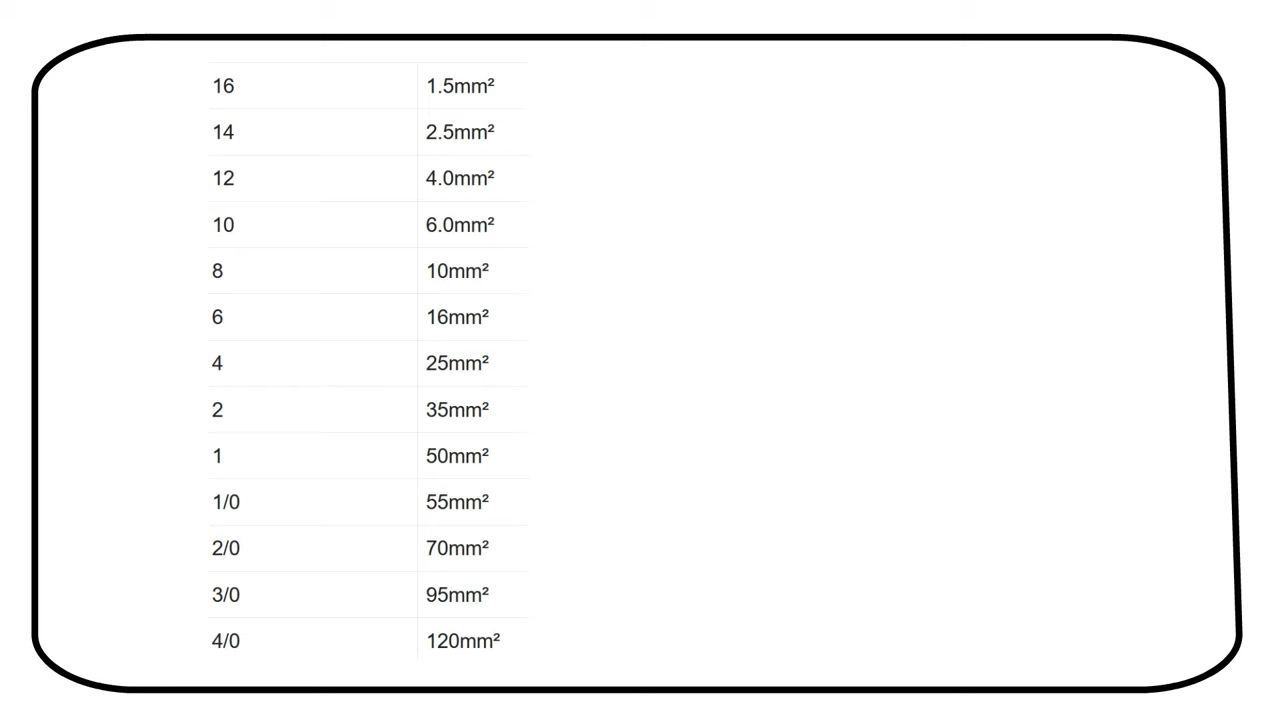 16 1.5mm²
14 2.5mm²
12 4.0mm²
10 6.0mm²
8 10mm²
6 16mm²
4 25mm²
2 35mm²
1 50mm²
1/0 55mm²
2/0 70mm²
3/0 95mm²
4/0 120mm²